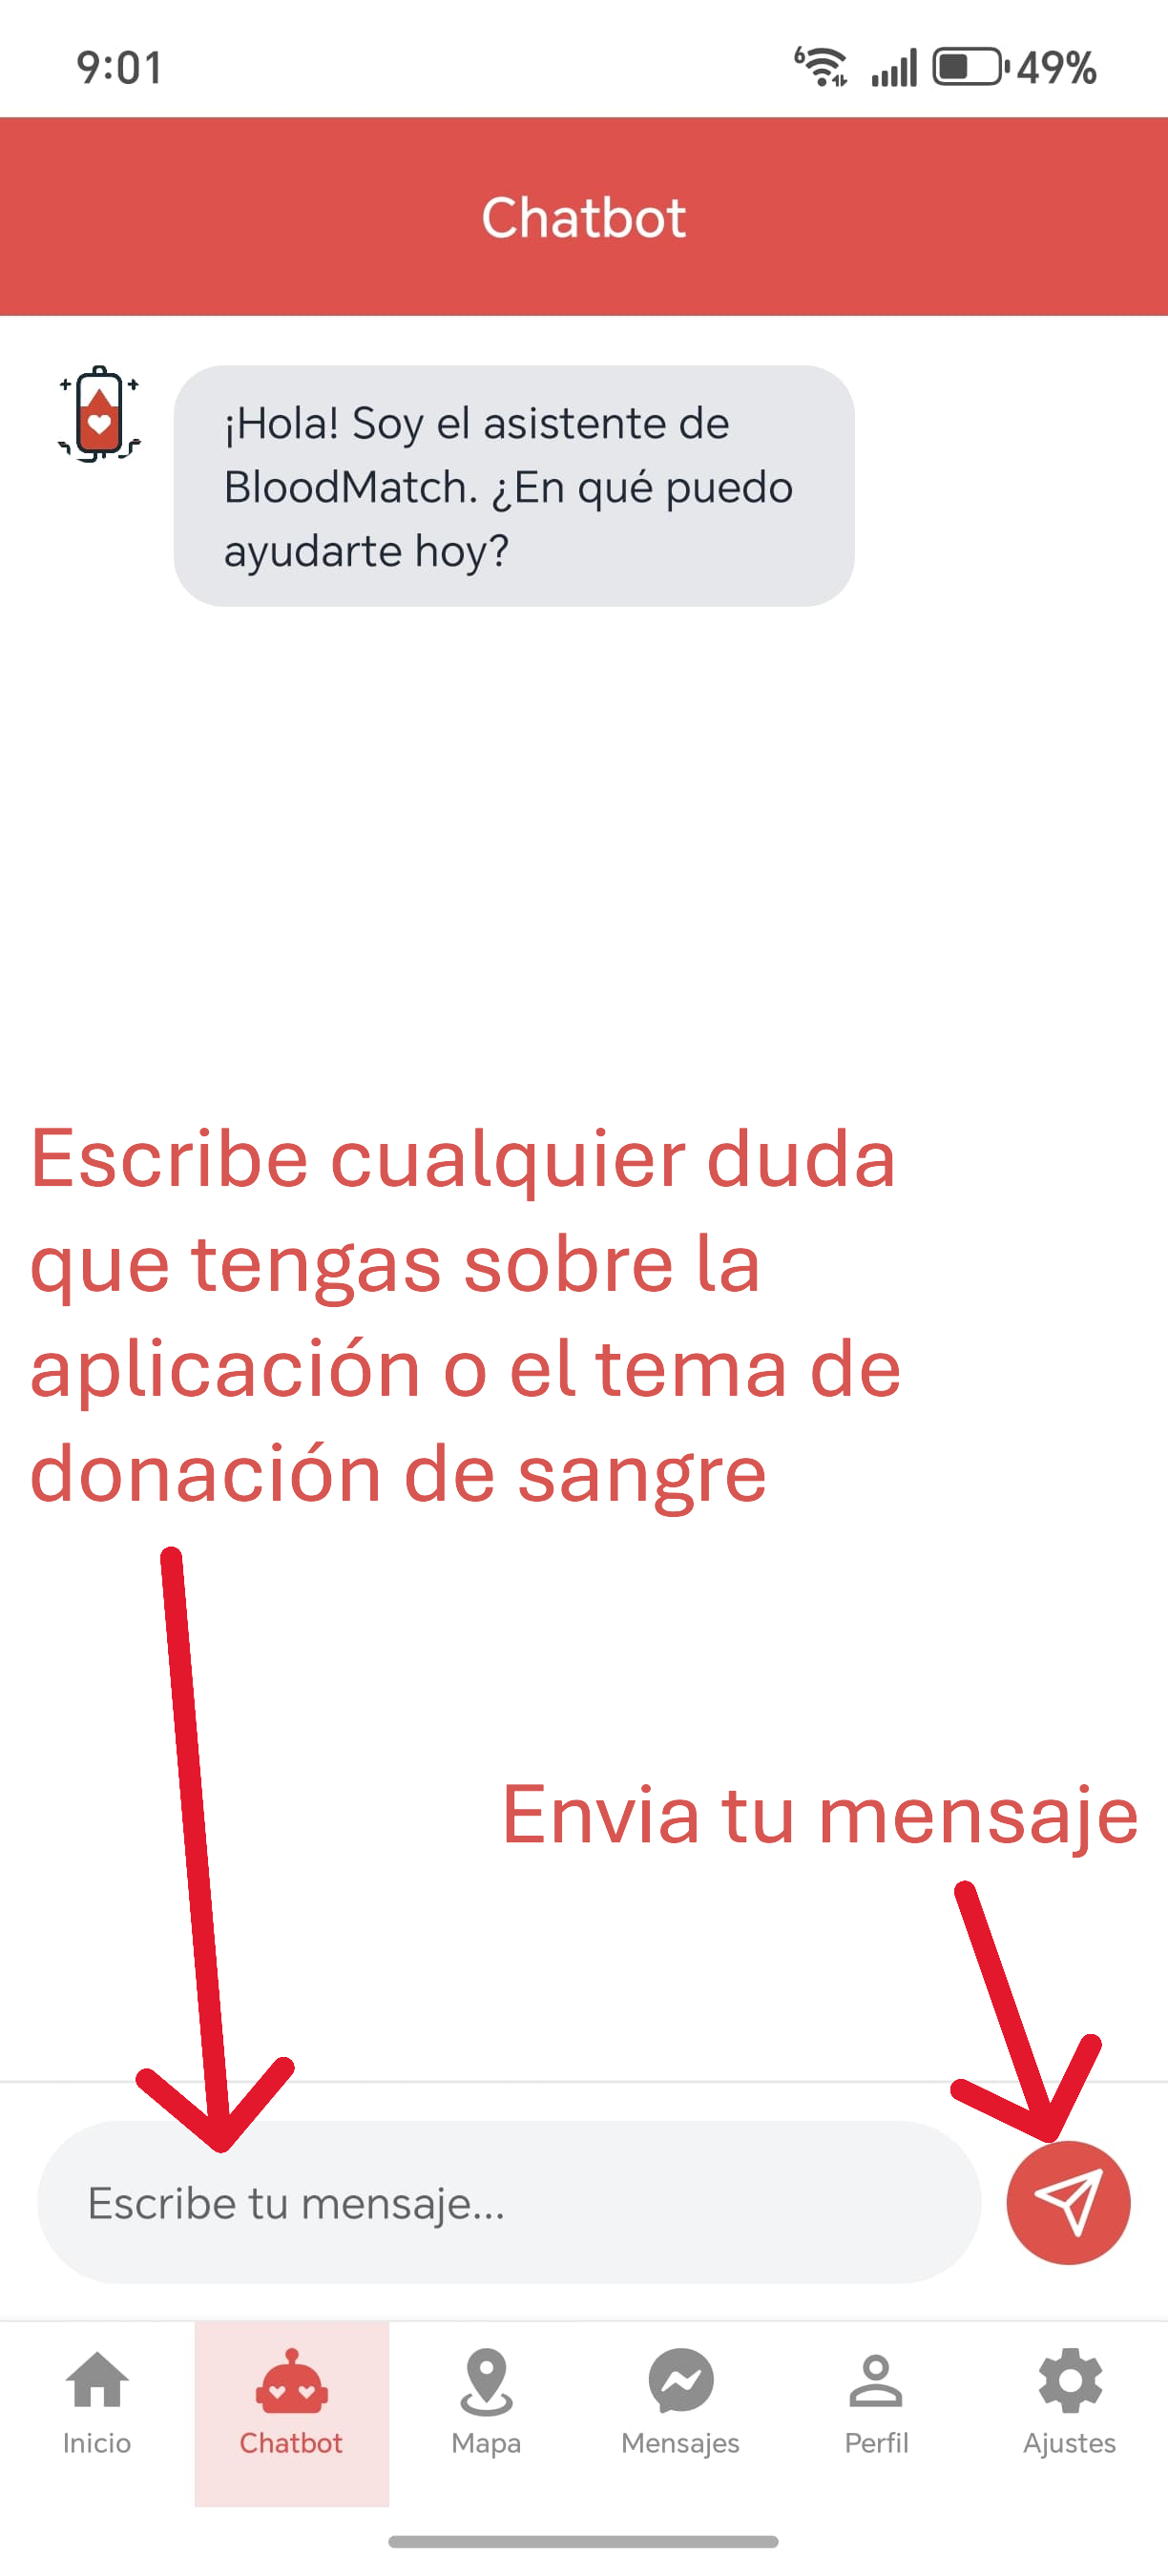 9:01
6
49%
Chatbot
¡Hola! Soy el asistente de
BloodMatch. ¿En qué puedo
ayudarte hoy?
Escribe cualquier duda
que tengas sobre la
aplicación o el tema de
donación de sangre
Envia tu mensaje
Escribe tu mensaje...
Inicio
Chatbot
Mapa
Mensajes
Perfil
Ajustes